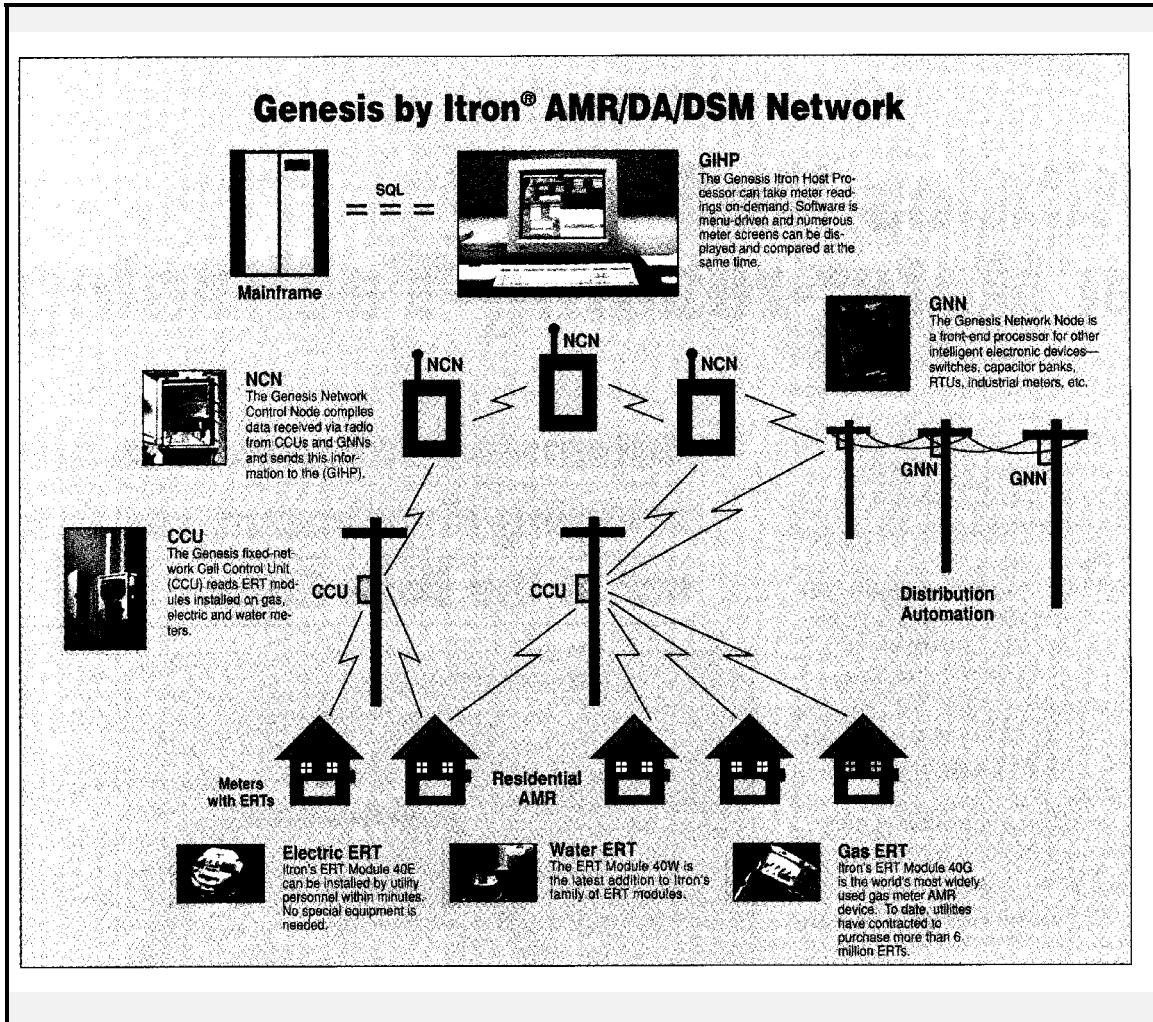 Genesis by Itron® AMR/DA/DSM Network
SQL
Mainframe
GIHP
The Genesis Itron Host Pro-
cessor can take meter read-
ings on-demand. Software is
menu-driven and numerous
meter screens can be dis-
played and compared at the
same time.
GNN
The Genesis Network Node is
a front-end processor for other
intelligent electronic devices—
switches, capacitor banks,
RTUs, industrial meters, etc.
NCN
NCN
NCN
NCN
The Genesis Network
Control Node compiles
data received via radio
from CCUs and GNNs
and sends this infor-
mation to the (GIHP).
GNN
GNN
CCU
The Genesis fixed-net-
work Cell Control Unit
(CCU) reads ERT mod-
ules installed on gas,
electric and water me-
ters.
CCU
CCU
Distribution
Automation
Meters
with ERTs
Residential
AMR
Electric ERT
Itron's ERT Module 40E
can be installed by utility
personnel within minutes.
No special equipment is
needed.
Water ERT
The ERT Module 40W is
the latest addition to Itron's
family of ERT modules.
Gas ERT
Itron's ERT Module 40G
is the world's most widely
used gas meter AMR
device. To date, utilities
have contracted to
purchase more than 6
million ERTs.